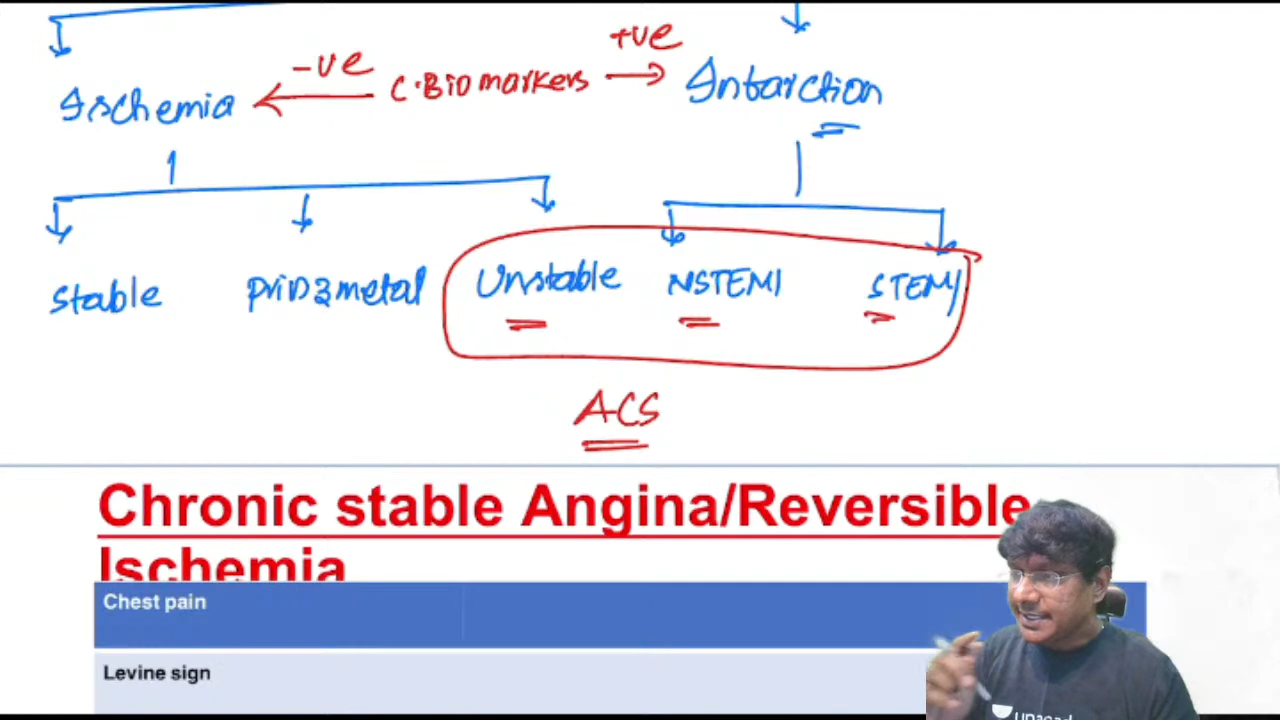 +ve
-ve
Ischemia C.Biomarkers Infarction
Stable prinzmetal Unstable NSTEMI STEMI
ACS
Chronic stable Angina/Reversible
Ischemia
Chest pain
Levine sign